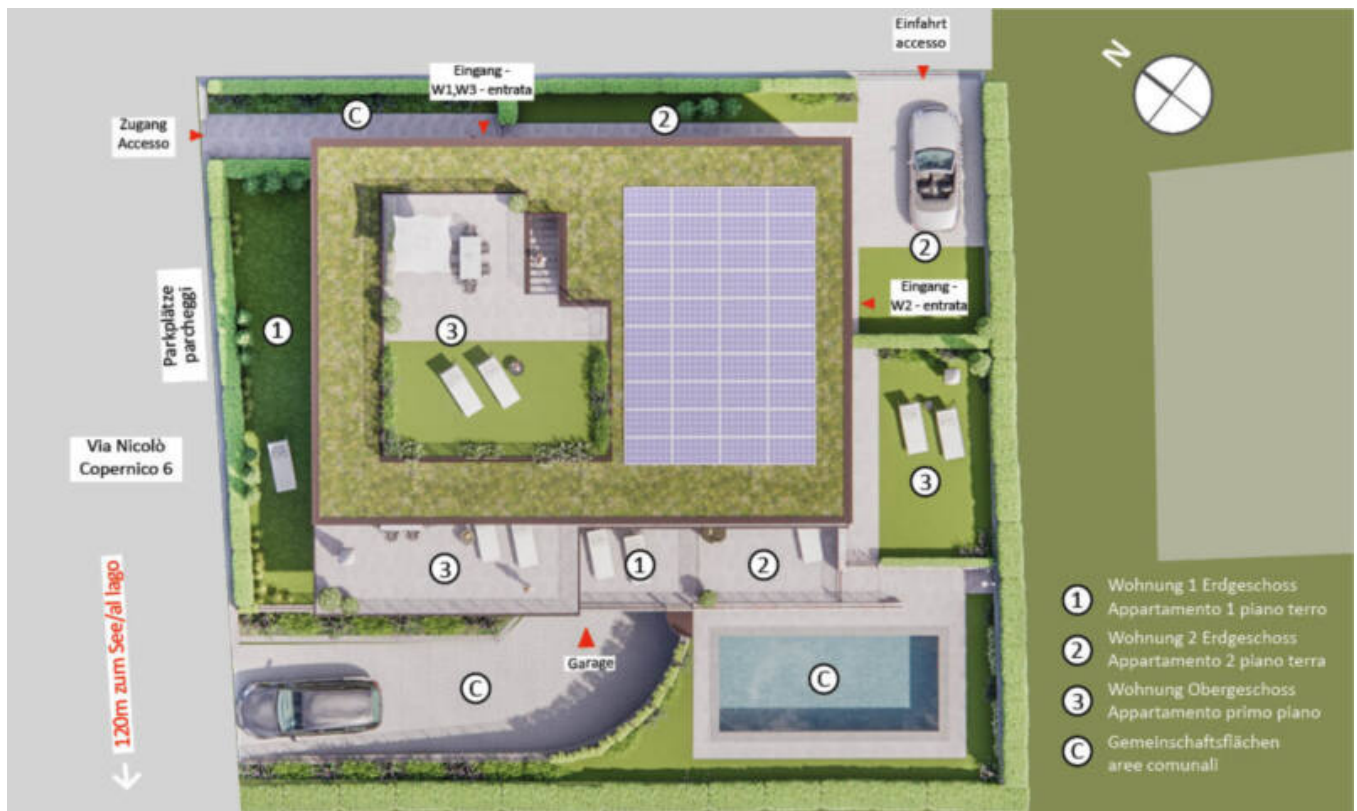 Einfahrt
accesso
N
Eingang -
W1,W3 - entrata
C
2
Zugang
Accesso
2
Eingang -
W2 - entrata
Parkplätze
parcheggi
1
3
Via Nicolò
Copernico 6
3
3
1
2
120m zum See/al lago
Garage
C
C
1 Wohnung 1 Erdgeschoss
Appartamento 1 piano terro
2 Wohnung 2 Erdgeschoss
Appartamento 2 piano terra
3 Wohnung Obergeschoss
Appartamento primo piano
C Gemeinschaftsflächen
aree comunali